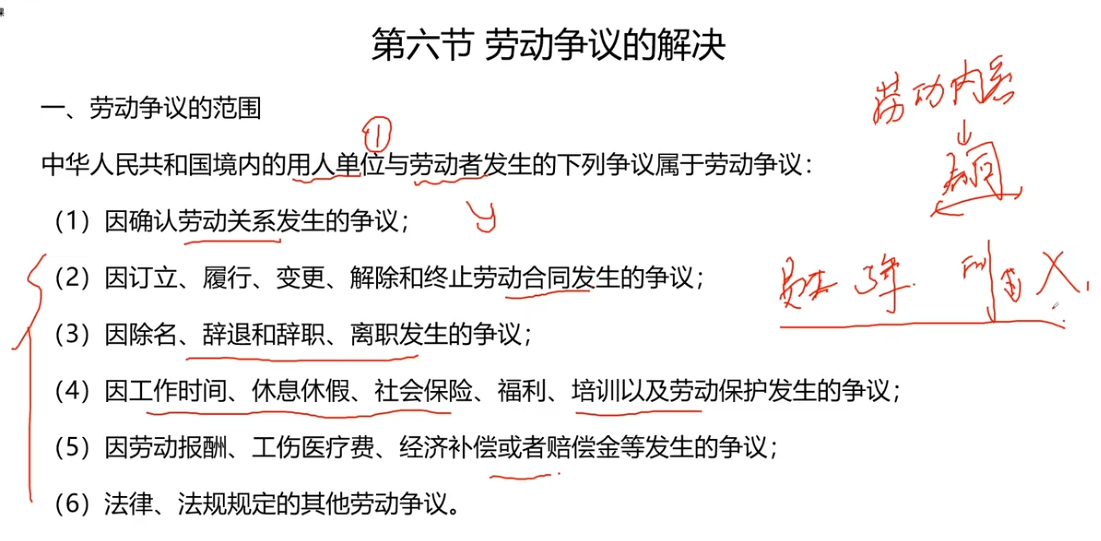 第六节 劳动争议的解决
劳动内
一、劳动争议的范围
①
中华人民共和国境内的用人单位与劳动者发生的下列争议属于劳动争议：
（1）因确认劳动关系发生的争议；
（2）因订立、履行、变更、解除和终止劳动合同发生的争议；
（3）因除名、辞退和辞职、离职发生的争议；
（4）因工作时间、休息休假、社会保险、福利、培训以及劳动保护发生的争议；
（5）因劳动报酬、工伤医疗费、经济补偿或者赔偿金等发生的争议；
（6）法律、法规规定的其他劳动争议。